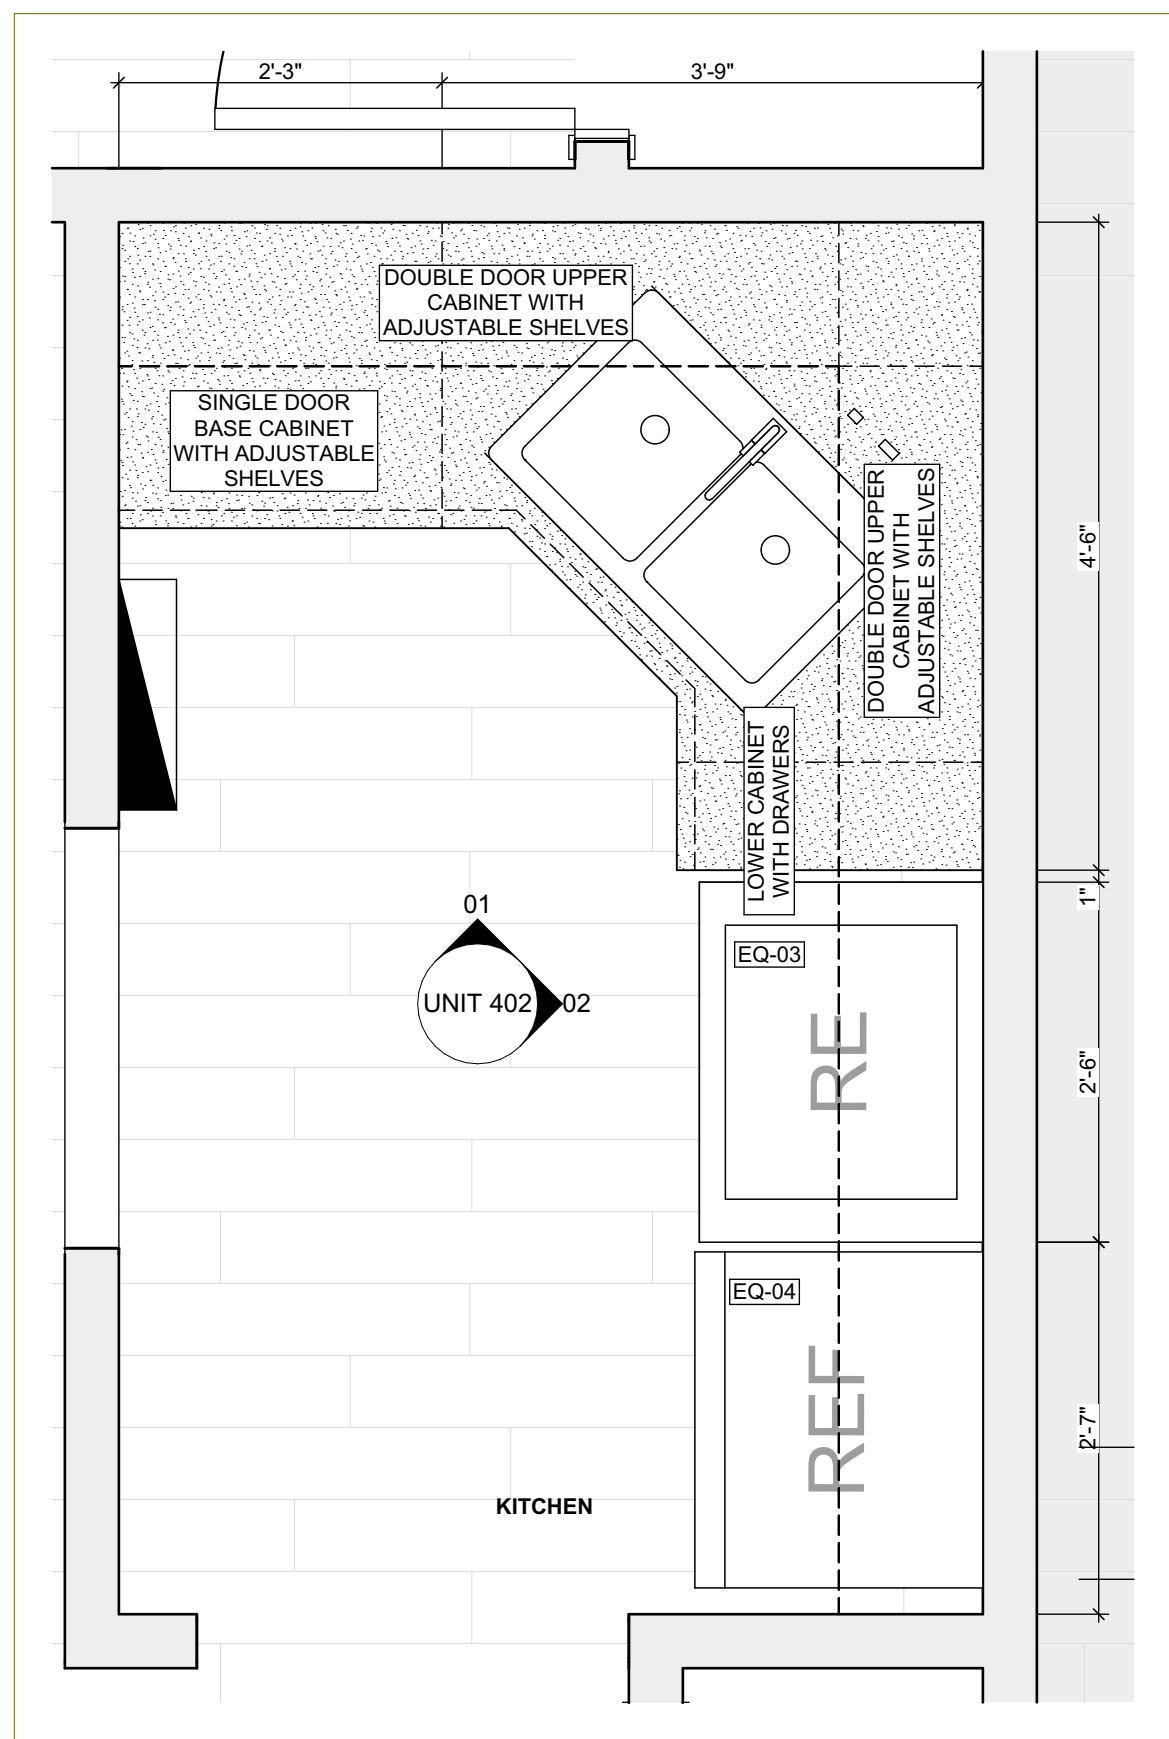 2'-3"
3'-9"
DOUBLE DOOR UPPER
CABINET WITH
ADJUSTABLE SHELVES
SINGLE DOOR
BASE CABINET
WITH ADJUSTABLE
SHELVES
DOUBLE DOOR UPPER
CABINET WITH
ADJUSTABLE SHELVES
4'-6"
LOWER CABINET
WITH DRAWERS
1"
01
UNIT 402
02
EQ-03
RE
2'-6"
EQ-04
REF
2'-7"
KITCHEN